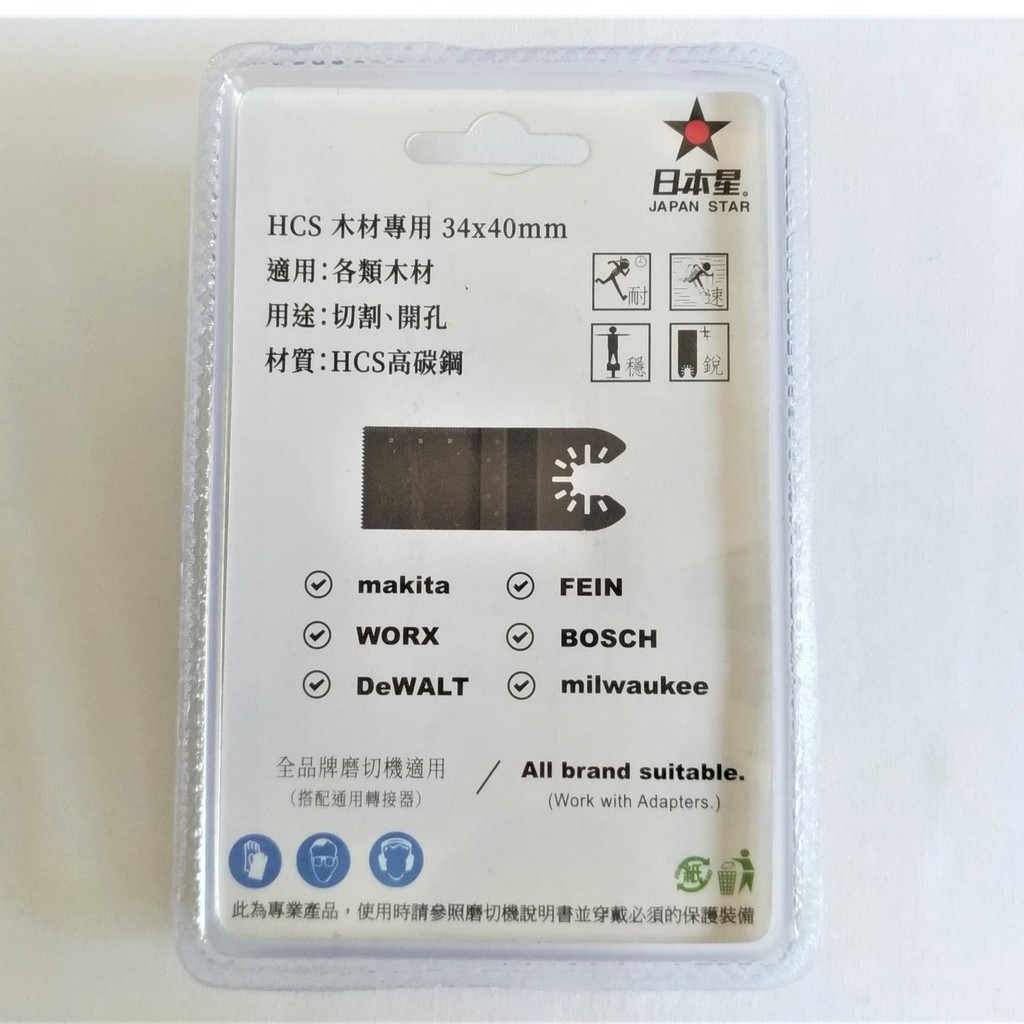 日本星®
JAPAN STAR
HCS 木材專用 34x40mm
適用：各類木材
用途：切割、開孔
材質：HCS高碳鋼
耐
速
穩
銳
makita
FEIN
WORX
BOSCH
DeWALT
milwaukee
全品牌磨切機適用 / All brand suitable.
（搭配通用轉接器） (Work with Adapters.)
紙
此為專業產品，使用時請參照磨切機說明書並穿戴必須的保護裝備